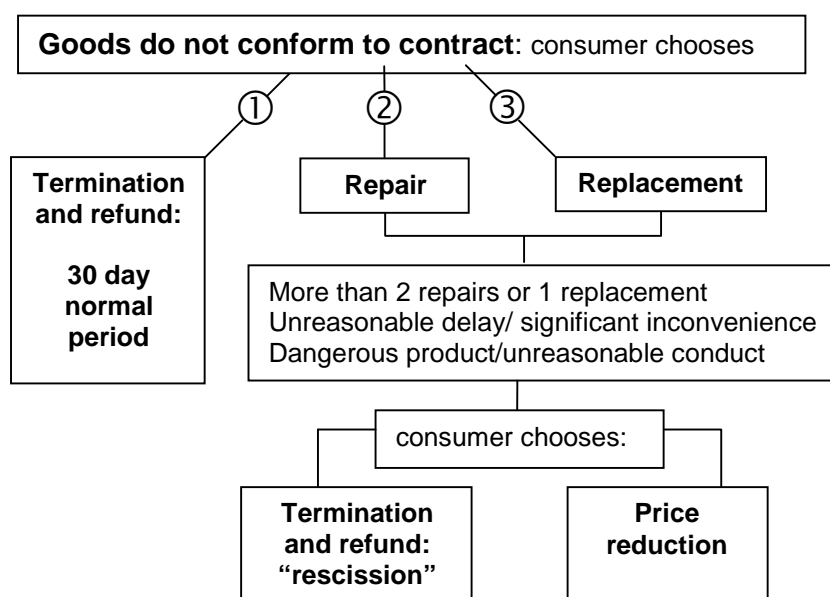 Goods do not conform to contract: consumer chooses
① ② ③
Termination
and refund:
30 day
normal
period
Repair
Replacement
More than 2 repairs or 1 replacement
Unreasonable delay/ significant inconvenience
Dangerous product/unreasonable conduct
consumer chooses:
Termination
and refund:
“rescission”
Price
reduction